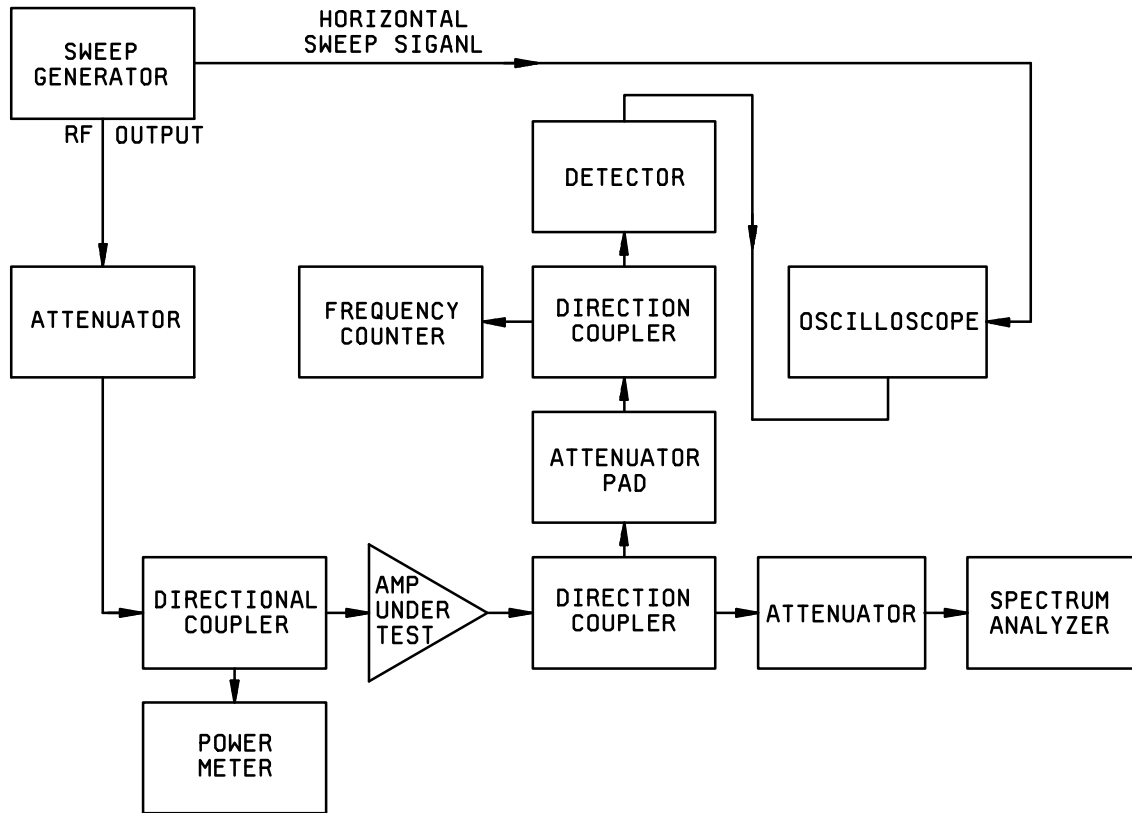 HORIZONTAL
SWEEP SIGANL
SWEEP
GENERATOR
RF OUTPUT
DETECTOR
ATTENUATOR
FREQUENCY
COUNTER
DIRECTION
COUPLER
OSCILLOSCOPE
ATTENUATOR
PAD
DIRECTIONAL
COUPLER
AMP
UNDER
TEST
DIRECTION
COUPLER
ATTENUATOR
SPECTRUM
ANALYZER
POWER
METER